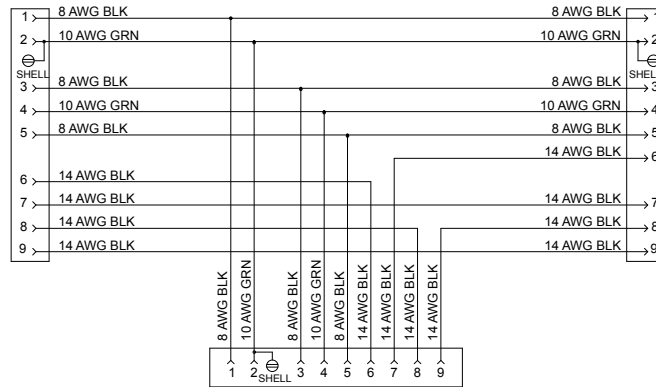 1 8 AWG BLK 8 AWG BLK 1
2 10 AWG GRN 10 AWG GRN 2
SHELL SHELL
3 8 AWG BLK 8 AWG BLK 3
4 10 AWG GRN 10 AWG GRN 4
5 8 AWG BLK 8 AWG BLK 5
14 AWG BLK 6
6 14 AWG BLK
7 14 AWG BLK 14 AWG BLK 7
8 14 AWG BLK 14 AWG BLK 8
9 14 AWG BLK 14 AWG BLK 9
8 AWG BLK
10 AWG GRN
8 AWG BLK
10 AWG GRN
8 AWG BLK
14 AWG BLK
14 AWG BLK
14 AWG BLK
14 AWG BLK
1 2 3 4 5 6 7 8 9
SHELL